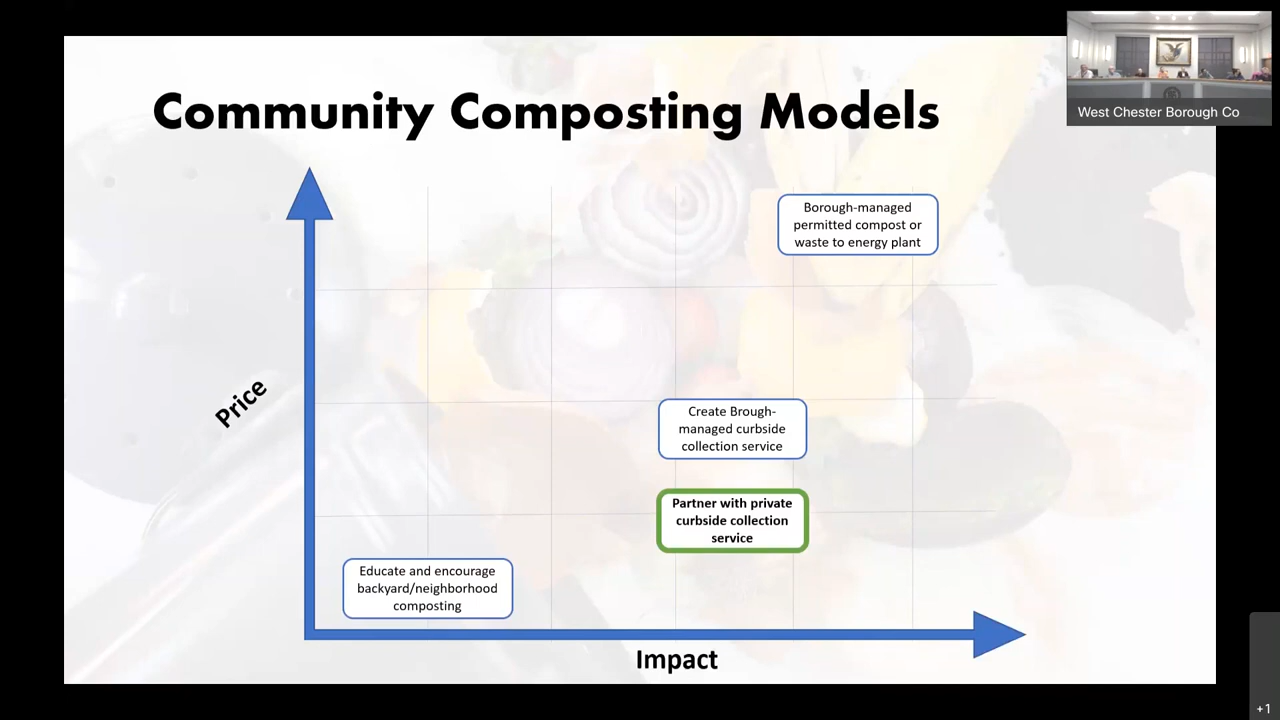 Community Composting Models
West Chester Borough Co
Borough-managed
permitted compost or
waste to energy plant
Price
Create Brough-
managed curbside
collection service
Partner with private
curbside collection
service
Educate and encourage
backyard/neighborhood
composting
Impact
+1